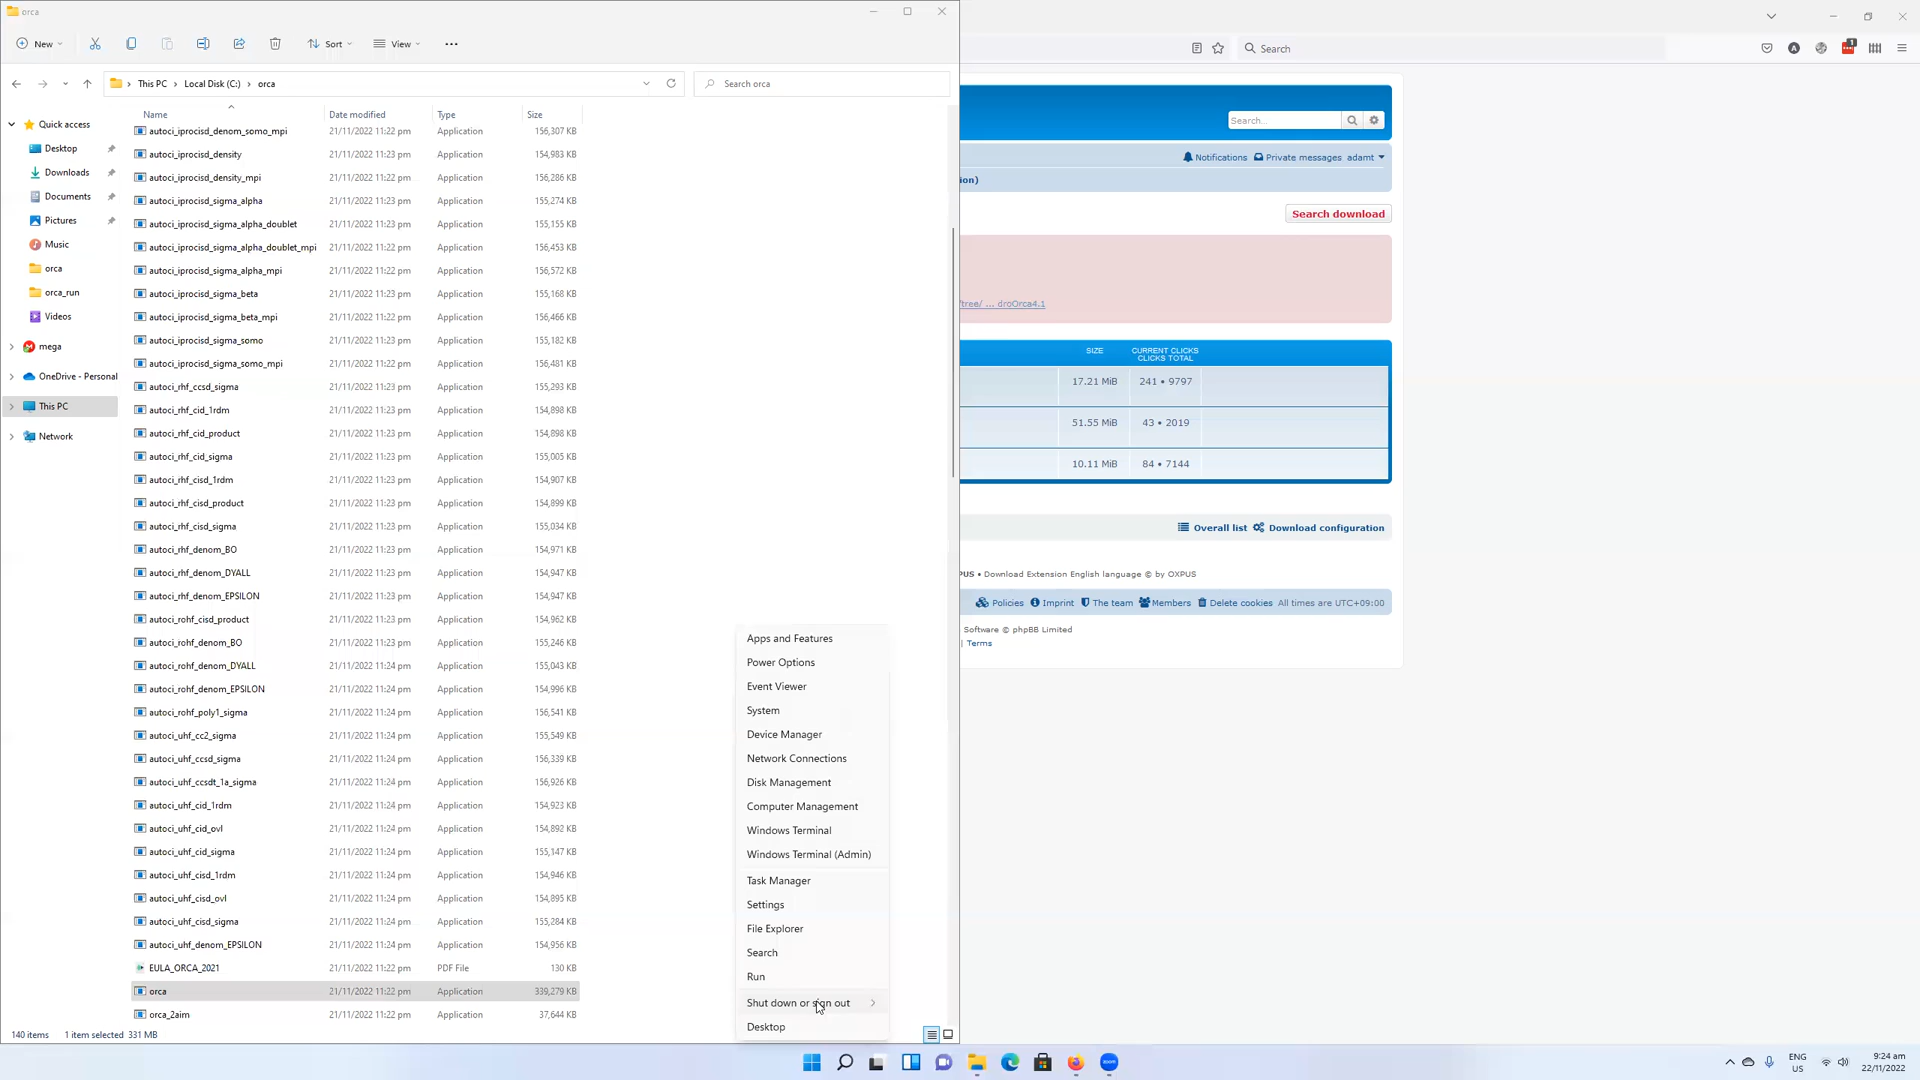 orca
New
Sort
View
This PC
Local Disk (C:)
orca
Search orca
Name
Date modified
Type
Size
Quick access
Desktop
Downloads
Documents
Pictures
Music
orca
orca_run
Videos
mega
OneDrive - Personal
This PC
Network
autoci_iprocisd_denom_somo_mpi 21/11/2022 11:22 pm Application 156,307 KB
autoci_iprocisd_density 21/11/2022 11:23 pm Application 154,983 KB
autoci_iprocisd_density_mpi 21/11/2022 11:22 pm Application 156,286 KB
autoci_iprocisd_sigma_alpha 21/11/2022 11:23 pm Application 155,274 KB
autoci_iprocisd_sigma_alpha_doublet 21/11/2022 11:23 pm Application 155,155 KB
autoci_iprocisd_sigma_alpha_doublet_mpi 21/11/2022 11:22 pm Application 156,453 KB
autoci_iprocisd_sigma_alpha_mpi 21/11/2022 11:22 pm Application 156,572 KB
autoci_iprocisd_sigma_beta 21/11/2022 11:23 pm Application 155,168 KB
autoci_iprocisd_sigma_beta_mpi 21/11/2022 11:22 pm Application 156,466 KB
autoci_iprocisd_sigma_somo 21/11/2022 11:23 pm Application 155,182 KB
autoci_iprocisd_sigma_somo_mpi 21/11/2022 11:22 pm Application 156,481 KB
autoci_rhf_ccsd_sigma 21/11/2022 11:23 pm Application 155,293 KB
autoci_rhf_cid_1rdm 21/11/2022 11:23 pm Application 154,898 KB
autoci_rhf_cid_product 21/11/2022 11:23 pm Application 154,898 KB
autoci_rhf_cid_sigma 21/11/2022 11:23 pm Application 155,005 KB
autoci_rhf_cisd_1rdm 21/11/2022 11:23 pm Application 154,907 KB
autoci_rhf_cisd_product 21/11/2022 11:23 pm Application 154,899 KB
autoci_rhf_cisd_sigma 21/11/2022 11:23 pm Application 155,034 KB
autoci_rhf_denom_BO 21/11/2022 11:23 pm Application 154,971 KB
autoci_rhf_denom_DYALL 21/11/2022 11:23 pm Application 154,947 KB
autoci_rhf_denom_EPSILON 21/11/2022 11:23 pm Application 154,947 KB
autoci_rohf_cisd_product 21/11/2022 11:23 pm Application 154,962 KB
autoci_rohf_denom_BO 21/11/2022 11:23 pm Application 155,246 KB
autoci_rohf_denom_DYALL 21/11/2022 11:24 pm Application 155,043 KB
autoci_rohf_denom_EPSILON 21/11/2022 11:24 pm Application 154,996 KB
autoci_rohf_poly1_sigma 21/11/2022 11:24 pm Application 156,541 KB
autoci_uhf_cc2_sigma 21/11/2022 11:24 pm Application 155,549 KB
autoci_uhf_ccsd_sigma 21/11/2022 11:24 pm Application 156,339 KB
autoci_uhf_ccsdt_1a_sigma 21/11/2022 11:24 pm Application 156,926 KB
autoci_uhf_cid_1rdm 21/11/2022 11:24 pm Application 154,923 KB
autoci_uhf_cid_ovl 21/11/2022 11:24 pm Application 154,892 KB
autoci_uhf_cid_sigma 21/11/2022 11:24 pm Application 155,147 KB
autoci_uhf_cisd_1rdm 21/11/2022 11:24 pm Application 154,946 KB
autoci_uhf_cisd_ovl 21/11/2022 11:24 pm Application 154,895 KB
autoci_uhf_cisd_sigma 21/11/2022 11:24 pm Application 155,284 KB
autoci_uhf_denom_EPSILON 21/11/2022 11:24 pm Application 154,956 KB
EULA_ORCA_2021 21/11/2022 11:22 pm PDF File 130 KB
orca 21/11/2022 11:22 pm Application 339,279 KB
orca_2aim 21/11/2022 11:22 pm Application 37,644 KB
140 items 1 item selected 331 MB
Apps and Features
Power Options
Event Viewer
System
Device Manager
Network Connections
Disk Management
Computer Management
Windows Terminal
Windows Terminal (Admin)
Task Manager
Settings
File Explorer
Search
Run
Shut down or sign out
Desktop
Search
1
Search...
Notifications Private messages adamt
ion)
Search download
/tree/ ... droOrca4.1
SIZE
CURRENT CLICKS
CLICKS TOTAL
17.21 MiB 241 • 9797
51.55 MiB 43 • 2019
10.11 MiB 84 • 7144
Overall list Download configuration
PUS • Download Extension English language © by OXPUS
Policies Imprint The team Members Delete cookies All times are UTC+09:00
Software © phpBB Limited
| Terms
ENG
US
9:24 am
22/11/2022